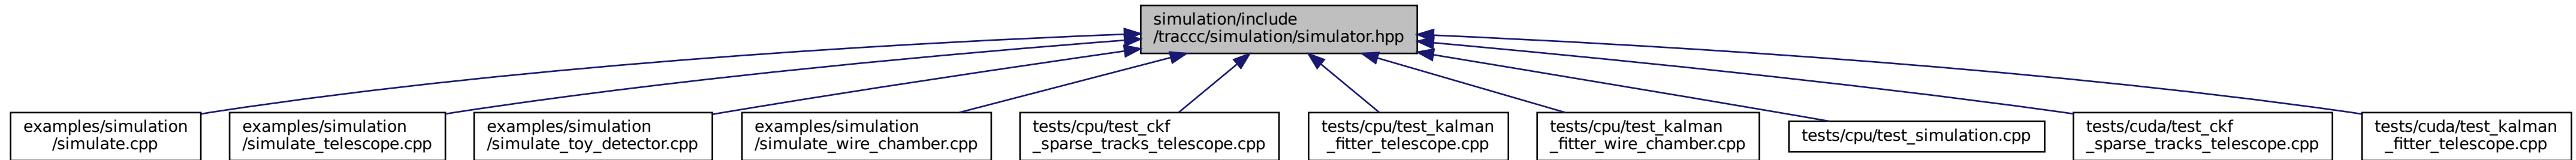 simulation/include
/traccc/simulation/simulator.hpp
examples/simulation
/simulate.cpp
examples/simulation
/simulate_telescope.cpp
examples/simulation
/simulate_toy_detector.cpp
examples/simulation
/simulate_wire_chamber.cpp
tests/cpu/test_ckf
_sparse_tracks_telescope.cpp
tests/cpu/test_kalman
_fitter_telescope.cpp
tests/cpu/test_kalman
_fitter_wire_chamber.cpp
tests/cpu/test_simulation.cpp
tests/cuda/test_ckf
_sparse_tracks_telescope.cpp
tests/cuda/test_kalman
_fitter_telescope.cpp